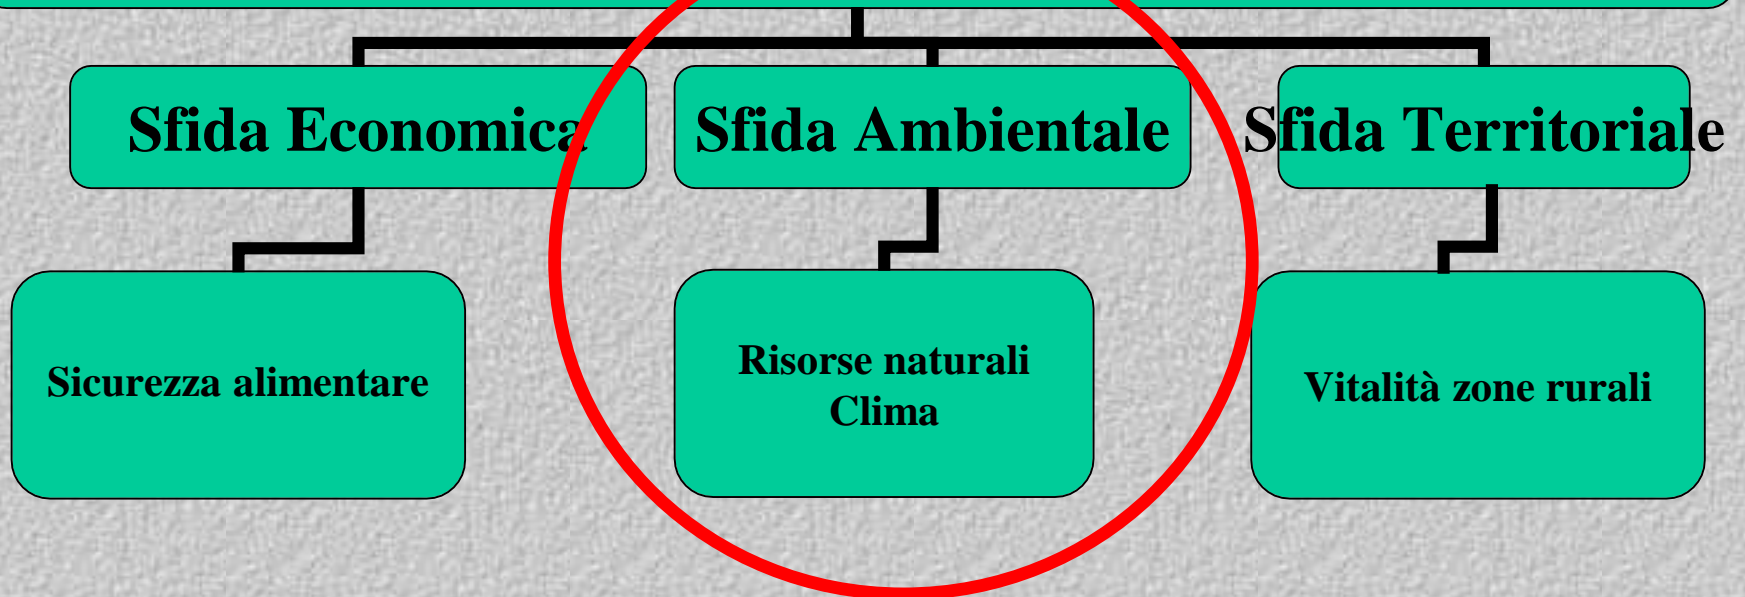 Sfida Economica
Sfida Ambientale
Sfida Territoriale
Sicurezza alimentare
Risorse naturali
Clima
Vitalità zone rurali